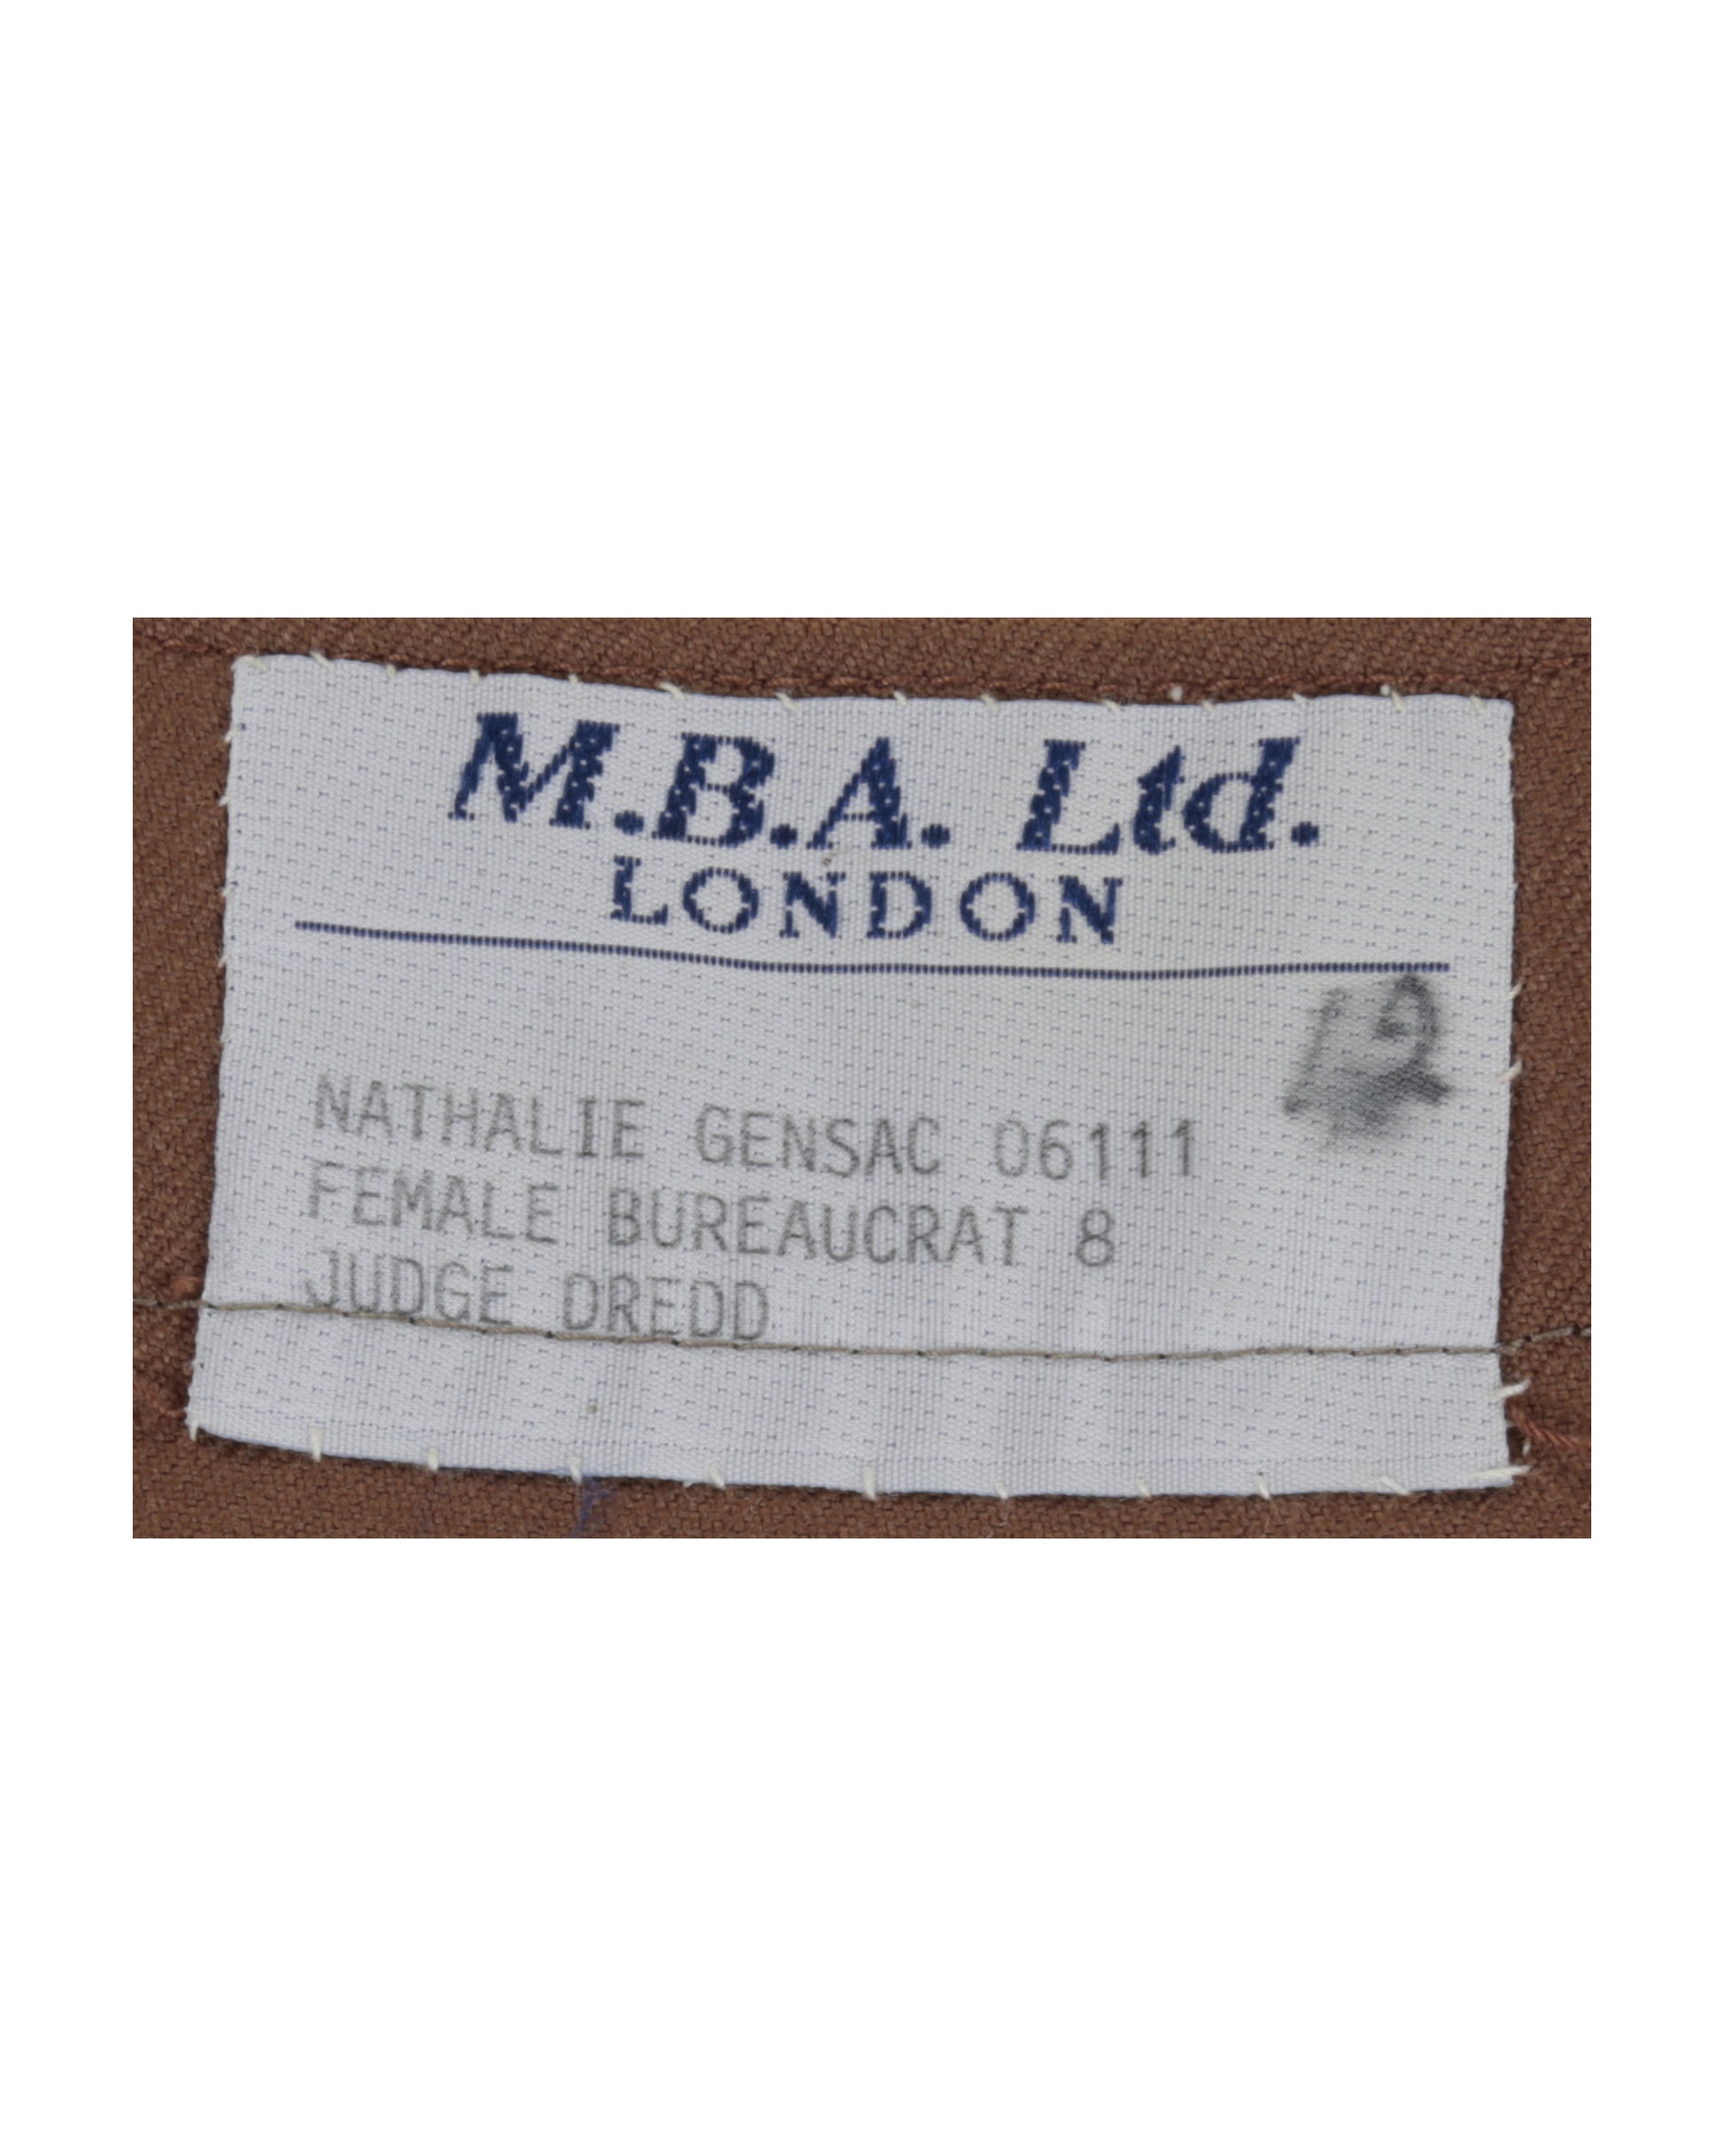 M.B.A. Ltd.
LONDON
NATHALIE GENSAC 06111
FEMALE BUREAUCRAT 8
JUDGE DREDD